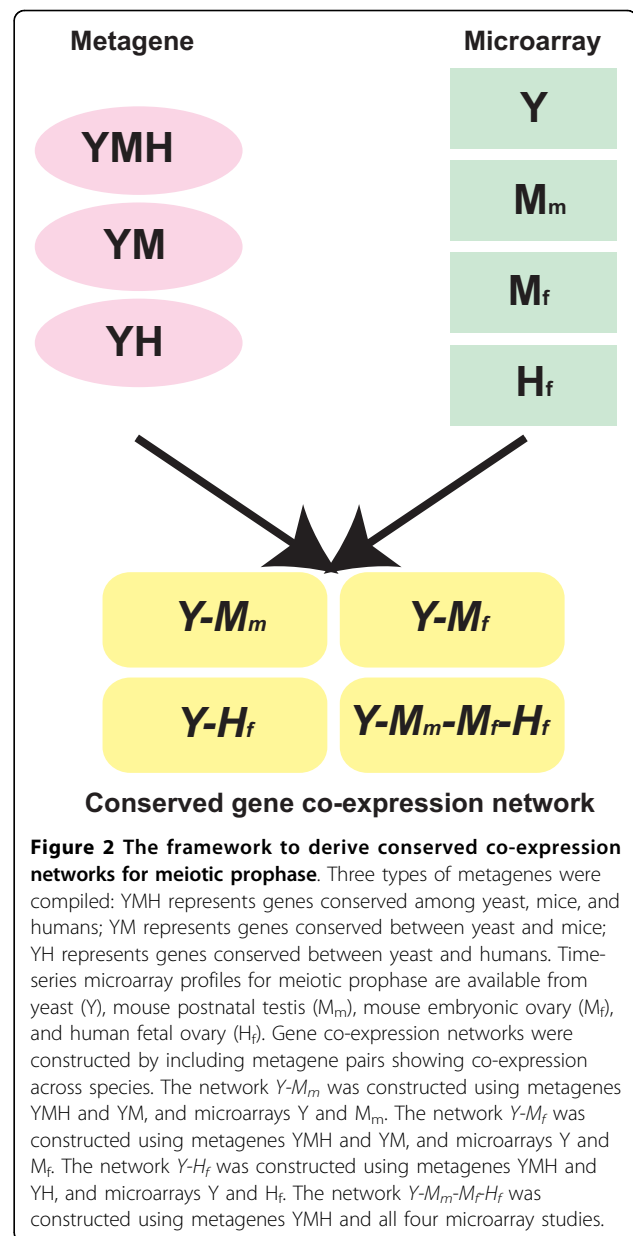 Metagene Microarray
YMH
YM
YH
Y
Mm
Mf
Hf
Y-Mm Y-Mf
Y-Hf Y-Mm-Mf-Hf
Conserved gene co-expression network
Figure 2 The framework to derive conserved co-expression
networks for meiotic prophase. Three types of metagenes were
compiled: YMH represents genes conserved among yeast, mice, and
humans; YM represents genes conserved between yeast and mice;
YH represents genes conserved between yeast and humans. Time-
series microarray profiles for meiotic prophase are available from
yeast (Y), mouse postnatal testis (Mm), mouse embryonic ovary (Mf),
and human fetal ovary (Hf). Gene co-expression networks were
constructed by including metagene pairs showing co-expression
across species. The network Y-Mm was constructed using metagenes
YMH and YM, and microarrays Y and Mm. The network Y-Mf was
constructed using metagenes YMH and YM, and microarrays Y and
Mf. The network Y-Hf was constructed using metagenes YMH and
YH, and microarrays Y and Hf. The network Y-Mm-Mf-Hf was
constructed using metagenes YMH and all four microarray studies.